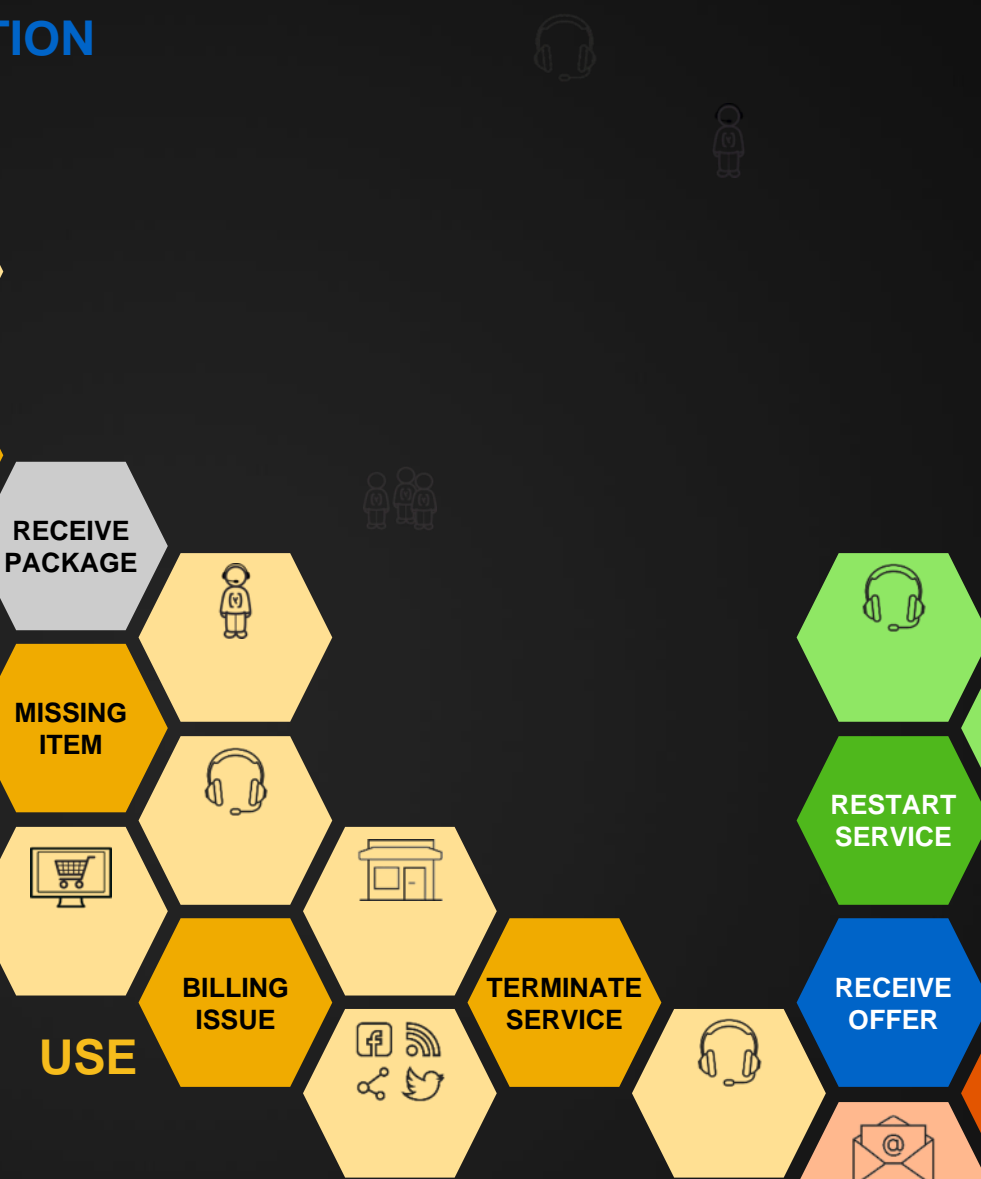 TION
RECEIVE
PACKAGE
MISSING
ITEM
RESTART
SERVICE
BILLING
ISSUE
TERMINATE
SERVICE
RECEIVE
OFFER
USE
@